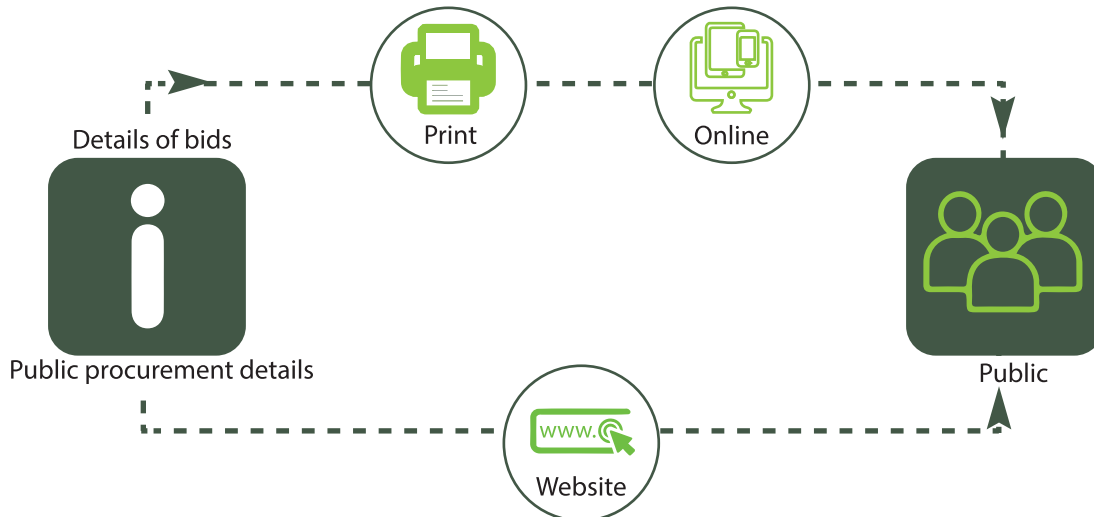 Print
Online
Details of bids
Public procurement details
Public
www.
Website